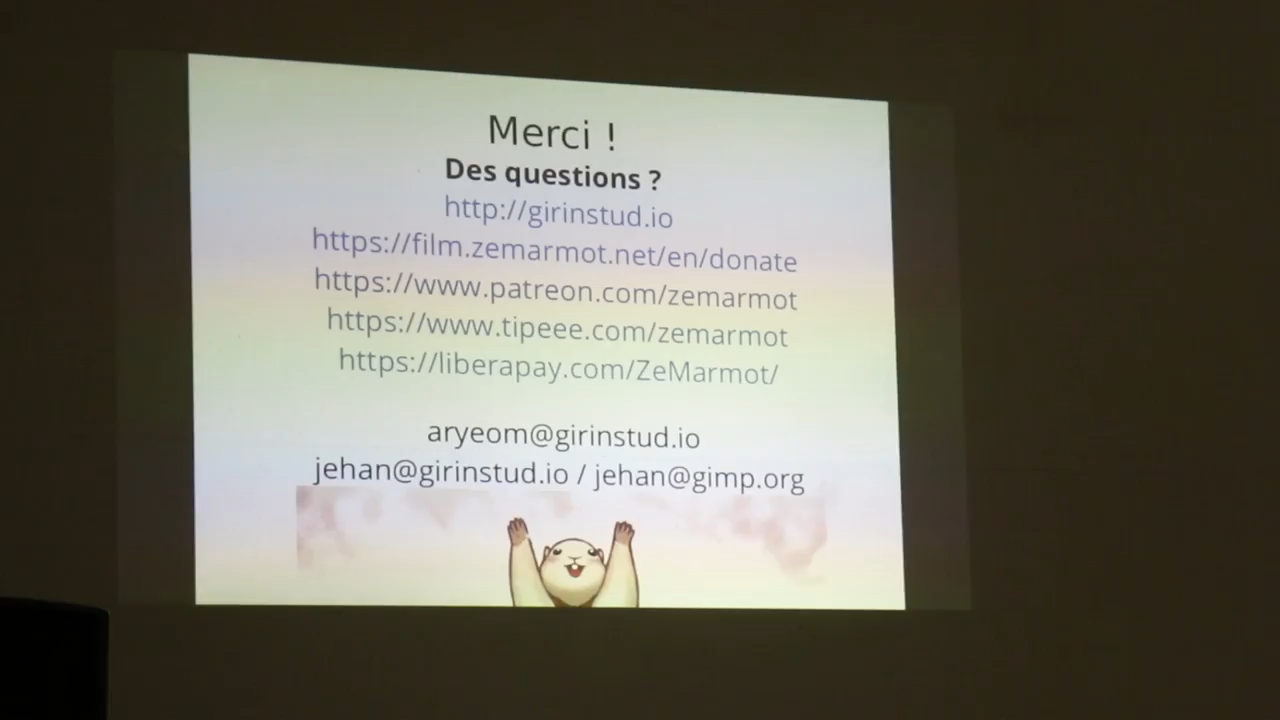 Merci !
Des questions ?
http://girinstud.io
https://film.zemarmot.net/en/donate
https://www.patreon.com/zemarmot
https://www.tipeee.com/zemarmot
https://liberapay.com/ZeMarmot/
aryeom@girinstud.io
jehan@girinstud.io / jehan@gimp.org